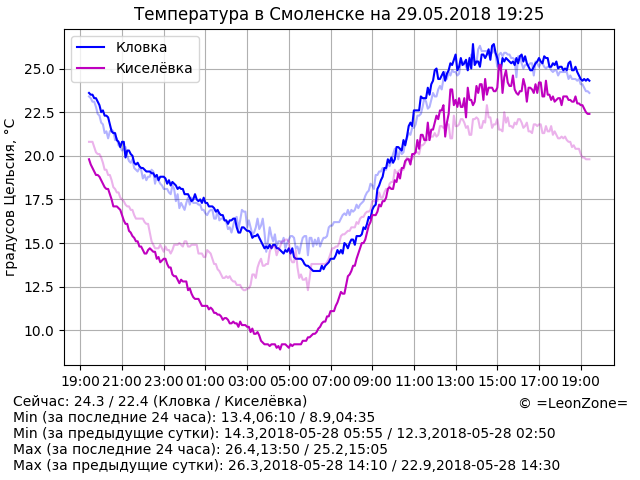 Температура в Смоленске на 29.05.2018 19:25
Кловка
Киселёвка
градусов Цельсия, °C
25.0
22.5
20.0
17.5
15.0
12.5
10.0
19:00 21:00 23:00 01:00 03:00 05:00 07:00 09:00 11:00 13:00 15:00 17:00 19:00
Сейчас: 24.3 / 22.4 (Кловка / Киселёвка)
© =LeonZone=
Min (за последние 24 часа): 13.4,06:10 / 8.9,04:35
Min (за предыдущие сутки): 14.3,2018-05-28 05:55 / 12.3,2018-05-28 02:50
Max (за последние 24 часа): 26.4,13:50 / 25.2,15:05
Max (за предыдущие сутки): 26.3,2018-05-28 14:10 / 22.9,2018-05-28 14:30